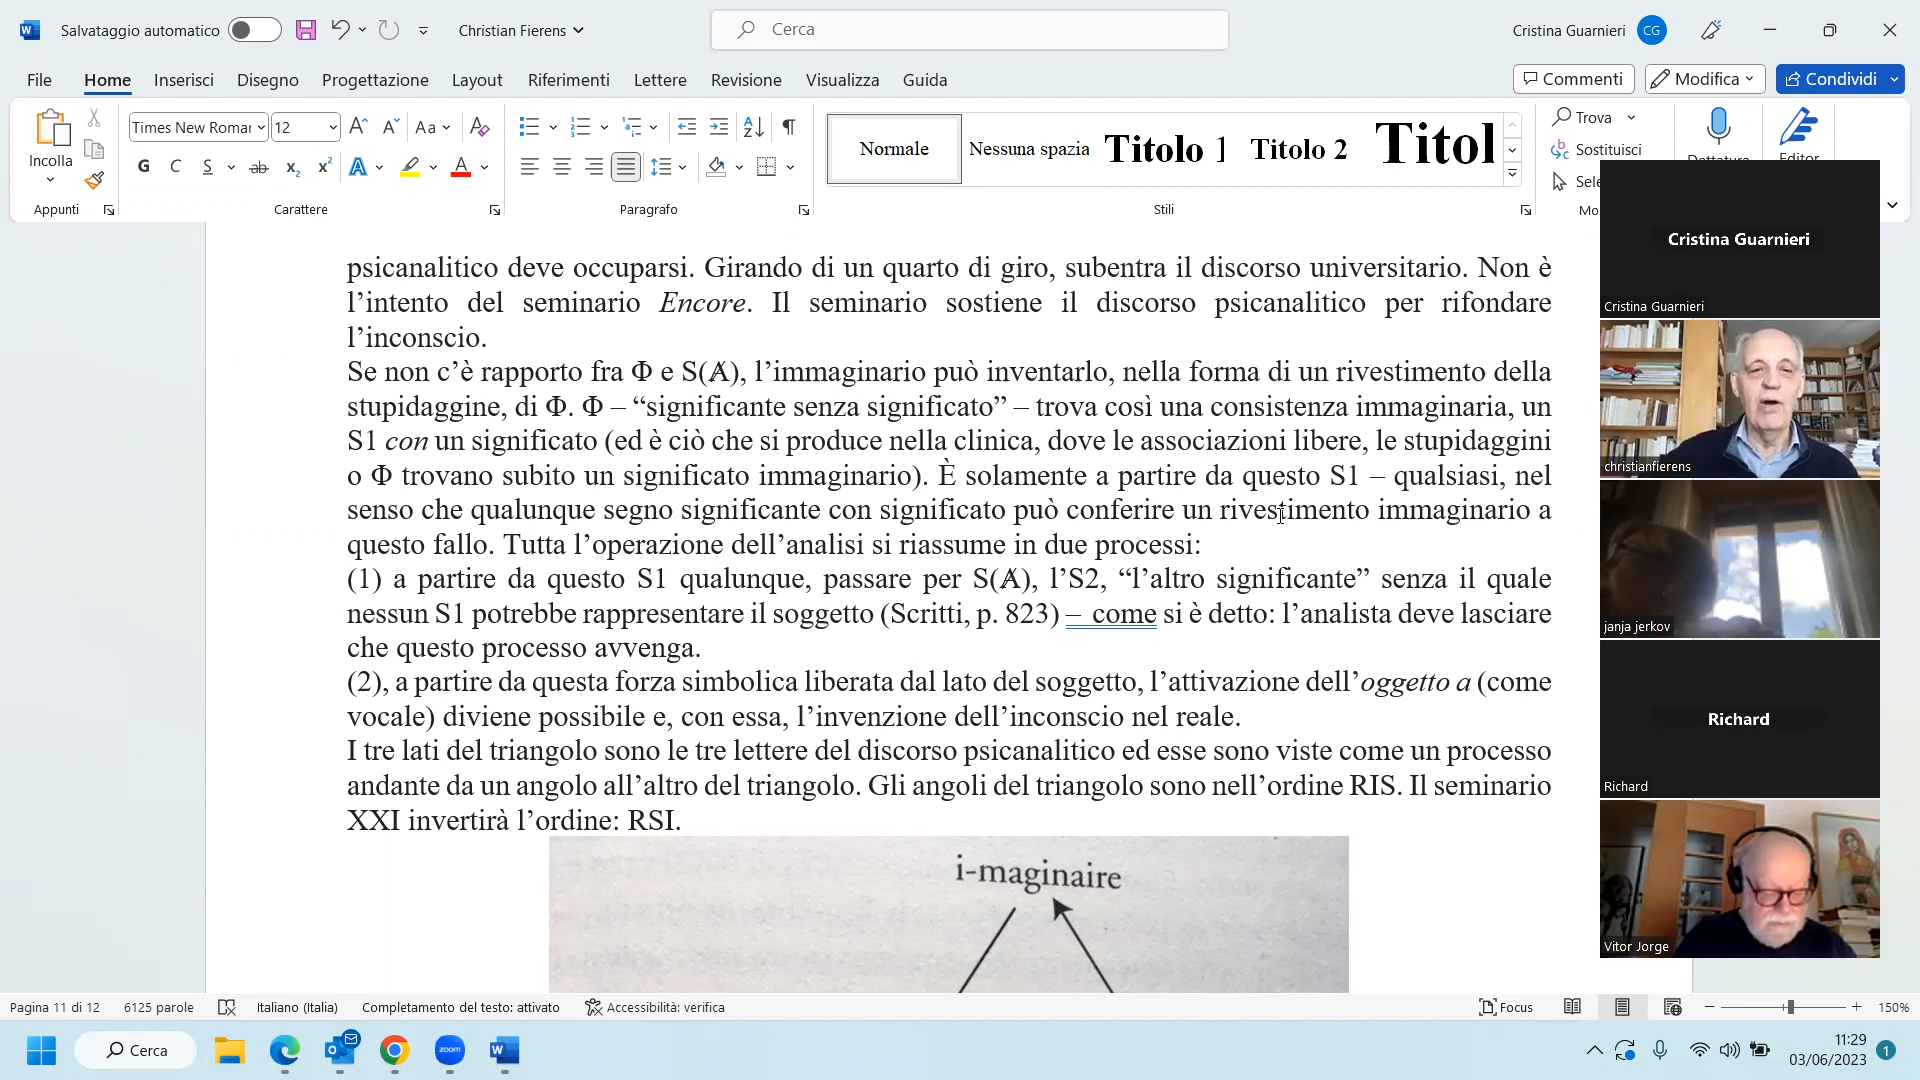 Salvataggio automatico
Christian Fierens
Cerca
Cristina Guarnieri
CG
File
Home
Inserisci
Disegno
Progettazione
Layout
Riferimenti
Lettere
Revisione
Visualizza
Guida
Commenti
Modifica
Condividi
Incolla
Appunti
Times New Roman
12
Carattere
Paragrafo
Normale
Nessuna spazia
Titolo 1
Titolo 2
Titol
Stili
Trova
Sostituisci
psicanalitico deve occuparsi. Girando di un quarto di giro, subentra il discorso universitario. Non è
l’intento del seminario Encore. Il seminario sostiene il discorso psicanalitico per rifondare
l’inconscio.
Se non c’è rapporto fra Φ e S(Ⱥ), l’immaginario può inventarlo, nella forma di un rivestimento della
stupidaggine, di Φ. Φ – “significante senza significato” – trova così una consistenza immaginaria, un
S1 con un significato (ed è ciò che si produce nella clinica, dove le associazioni libere, le stupidaggini
o Φ trovano subito un significato immaginario). È solamente a partire da questo S1 – qualsiasi, nel
senso che qualunque segno significante con significato può conferire un rivestimento immaginario a
questo fallo. Tutta l’operazione dell’analisi si riassume in due processi:
(1) a partire da questo S1 qualunque, passare per S(Ⱥ), l’S2, “l’altro significante” senza il quale
nessun S1 potrebbe rappresentare il soggetto (Scritti, p. 823) – come si è detto: l’analista deve lasciare
che questo processo avvenga.
(2), a partire da questa forza simbolica liberata dal lato del soggetto, l’attivazione dell’oggetto a (come
vocale) diviene possibile e, con essa, l’invenzione dell’inconscio nel reale.
I tre lati del triangolo sono le tre lettere del discorso psicanalitico ed esse sono viste come un processo
andante da un angolo all’altro del triangolo. Gli angoli del triangolo sono nell’ordine RIS. Il seminario
XXI invertirà l’ordine: RSI.
i-maginaire
Cristina Guarnieri
Cristina Guarnieri
christianfierens
janja jerkov
Richard
Richard
Vitor Jorge
Pagina 11 di 12
6125 parole
Italiano (Italia)
Completamento del testo: attivato
Accessibilità: verifica
Focus
150%
Cerca
zoom
11:29
03/06/2023
1